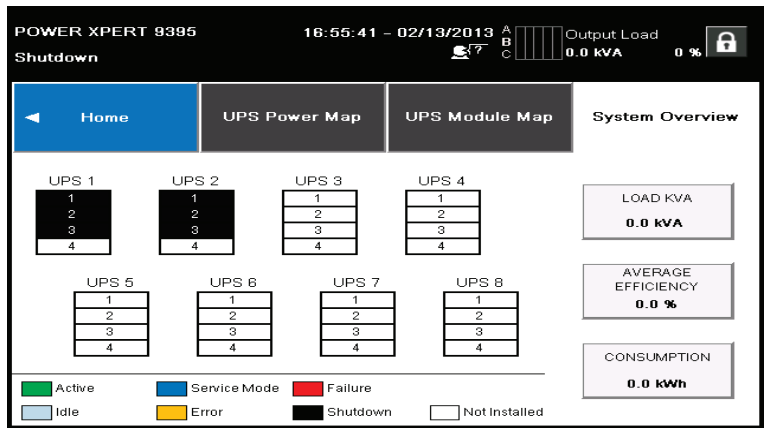 POWER XPERT 9395 16:55:41 - 02/13/2013 A Output Load
B
Shutdown ? C 0.0 kVA 0 %
Home UPS Power Map UPS Module Map System Overview
UPS 1 UPS 2 UPS 3 UPS 4
1 1 1 1
2 2 2 2
3 3 3 3
4 4 4 4
LOAD KVA
0.0 kVA
UPS 5 UPS 6 UPS 7 UPS 8
1 1 1 1
2 2 2 2
3 3 3 3
4 4 4 4
AVERAGE
EFFICIENCY
0.0 %
CONSUMPTION
0.0 kWh
Active Service Mode Failure
Idle Error Shutdown Not Installed